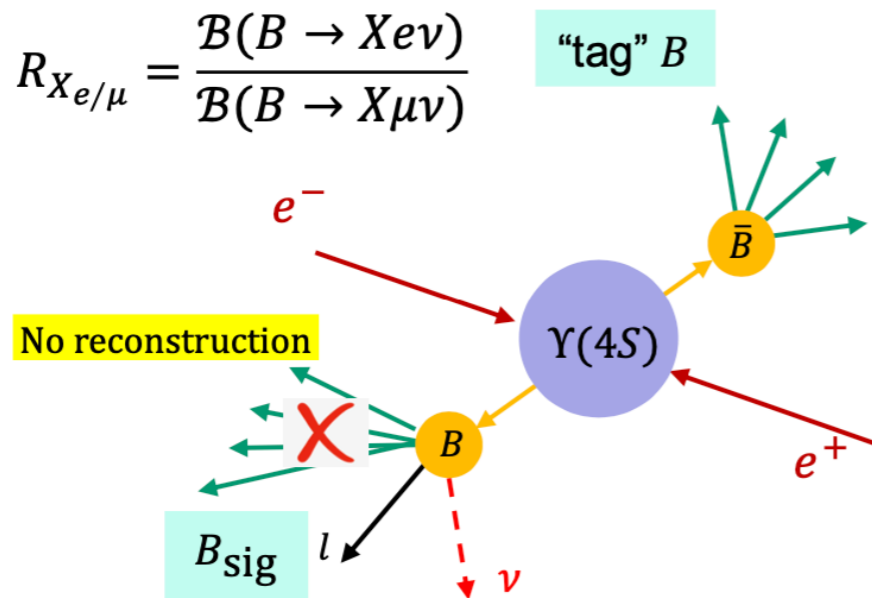 R_{X_{e/μ}} = ℬ(B → Xeν) / ℬ(B → Xμν)
“tag” B
e⁻
B̄
No reconstruction
ϒ(4S)
X
B
e⁺
B_sig
l
ν